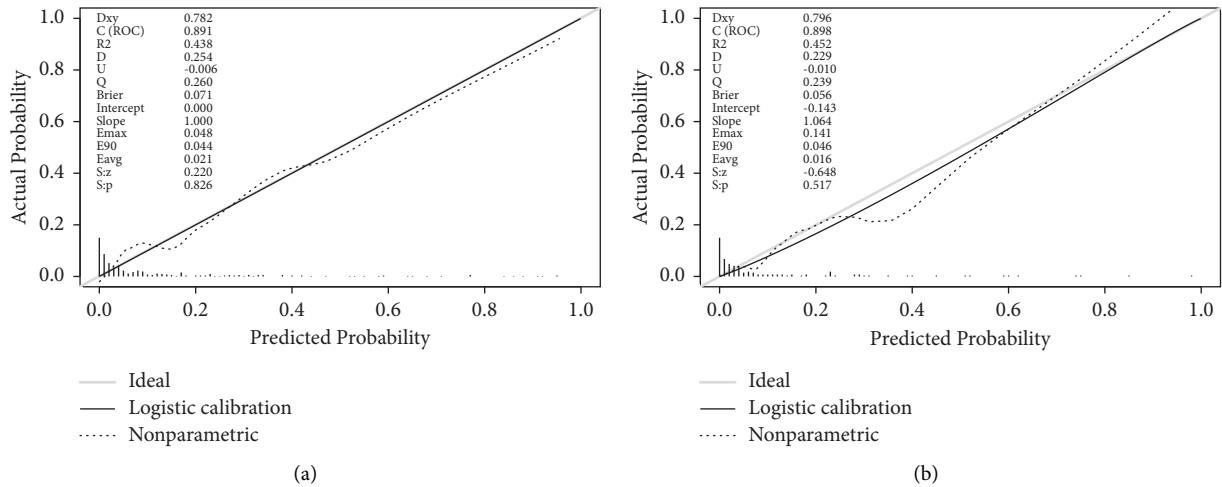 Dxy 0.782
C (ROC) 0.891
R2 0.438
D 0.254
U -0.006
Q 0.260
Brier 0.071
Intercept 0.000
Slope 1.000
Emax 0.048
E90 0.044
Eavg 0.021
S:z 0.220
S:p 0.826
1.0
0.8
0.6
0.4
0.2
0.0
Actual Probability
0.0 0.2 0.4 0.6 0.8 1.0
Predicted Probability
Ideal
Logistic calibration
Nonparametric
(a)
Dxy 0.796
C (ROC) 0.898
R2 0.452
D 0.229
U -0.010
Q 0.239
Brier 0.056
Intercept -0.143
Slope 1.064
Emax 0.141
E90 0.046
Eavg 0.016
S:z -0.648
S:p 0.517
1.0
0.8
0.6
0.4
0.2
0.0
Actual Probability
0.0 0.2 0.4 0.6 0.8 1.0
Predicted Probability
Ideal
Logistic calibration
Nonparametric
(b)